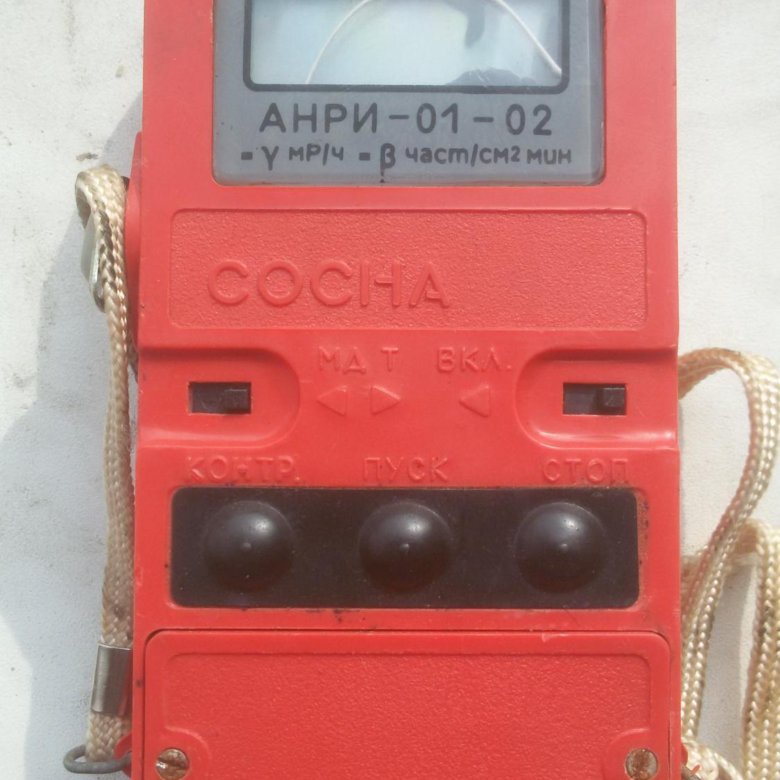 АНРИ-01-02
- γ мР/ч - β част/см2 мин
СОСНА
МД Т ВКЛ.
КОНТР. ПУСК СТОП